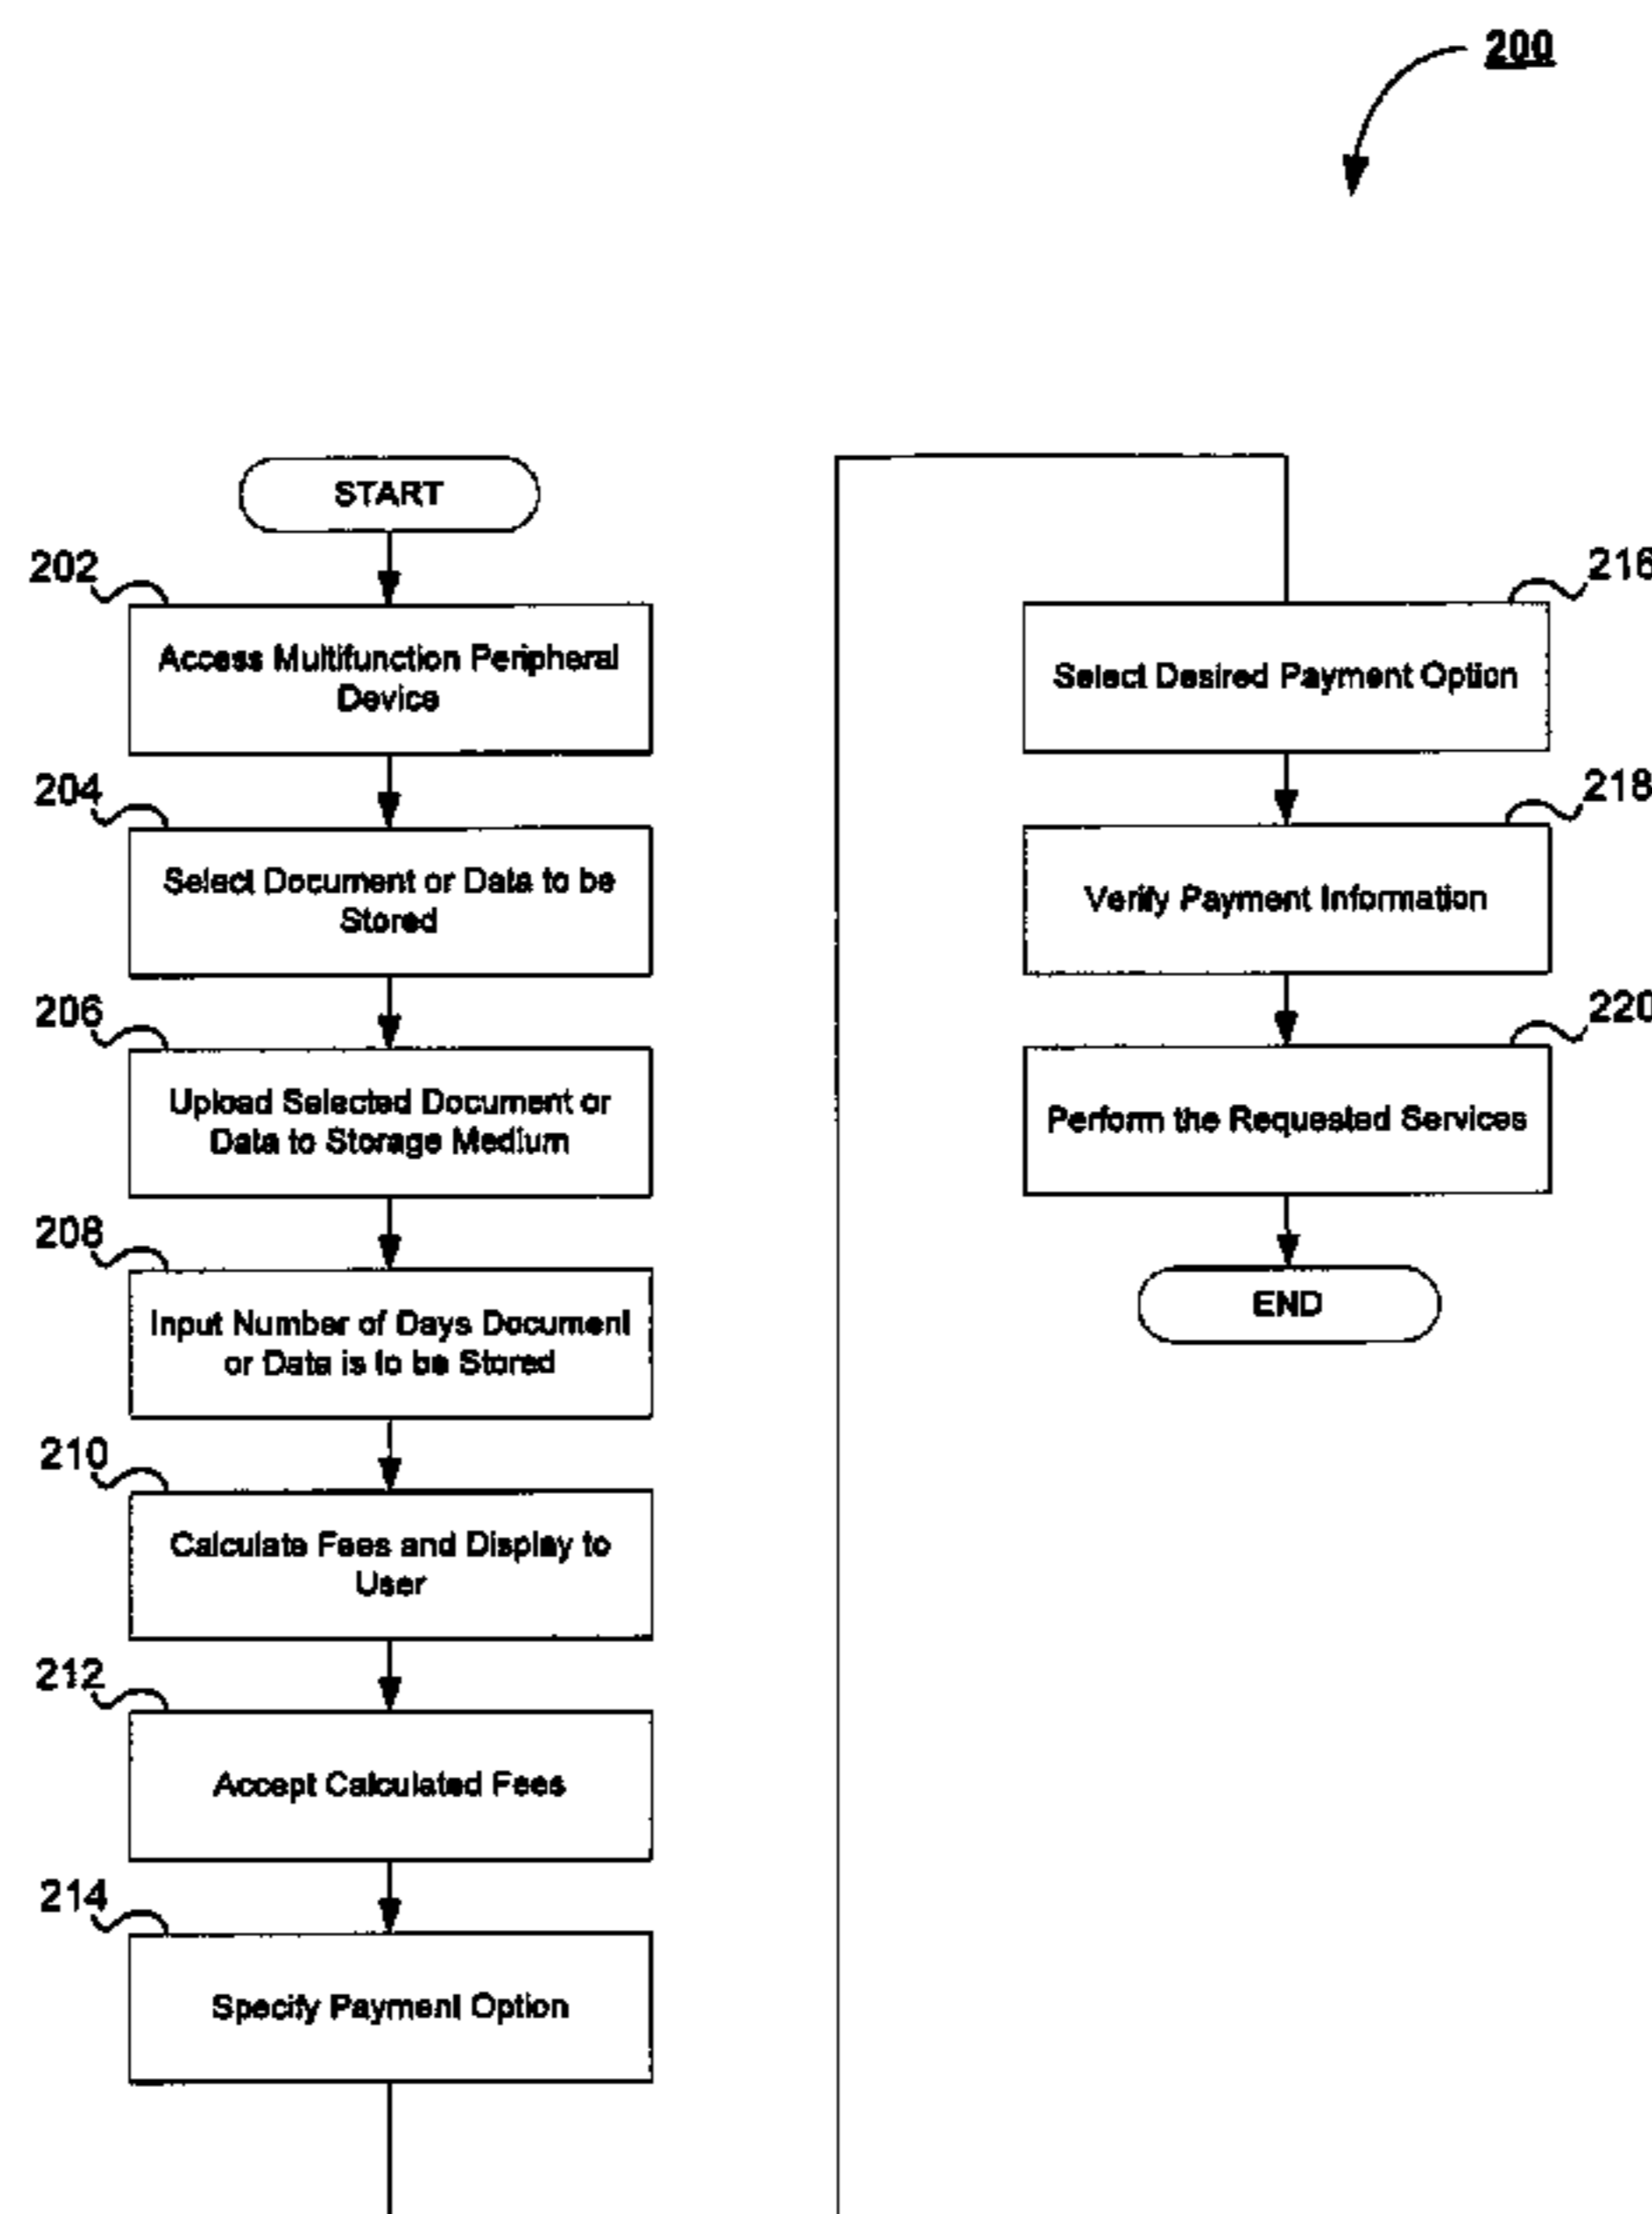 200
START
202
Access Multifunction Peripheral
Device
204
Select Document or Data to be
Stored
206
Upload Selected Document or
Data to Storage Medium
208
Input Number of Days Document
or Data is to be Stored
210
Calculate Fees and Display to
User
212
Accept Calculated Fees
214
Specify Payment Option
216
Select Desired Payment Option
218
Verify Payment Information
220
Perform the Requested Services
END